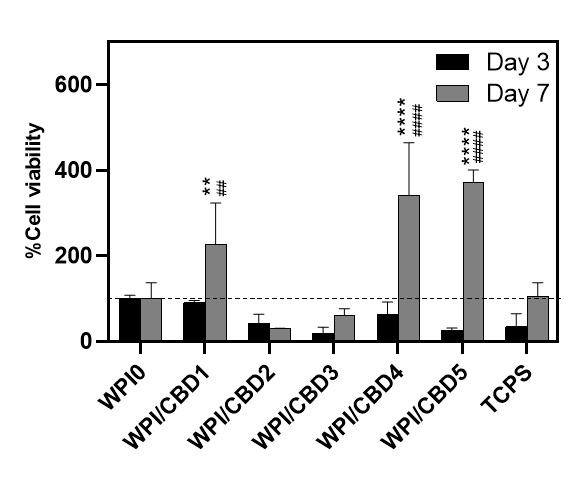 Day 3
Day 7
600
400
200
0
%Cell viability
**
##
****
####
****
####
WPI0
WPI/CBD1
WPI/CBD2
WPI/CBD3
WPI/CBD4
WPI/CBD5
TCPS